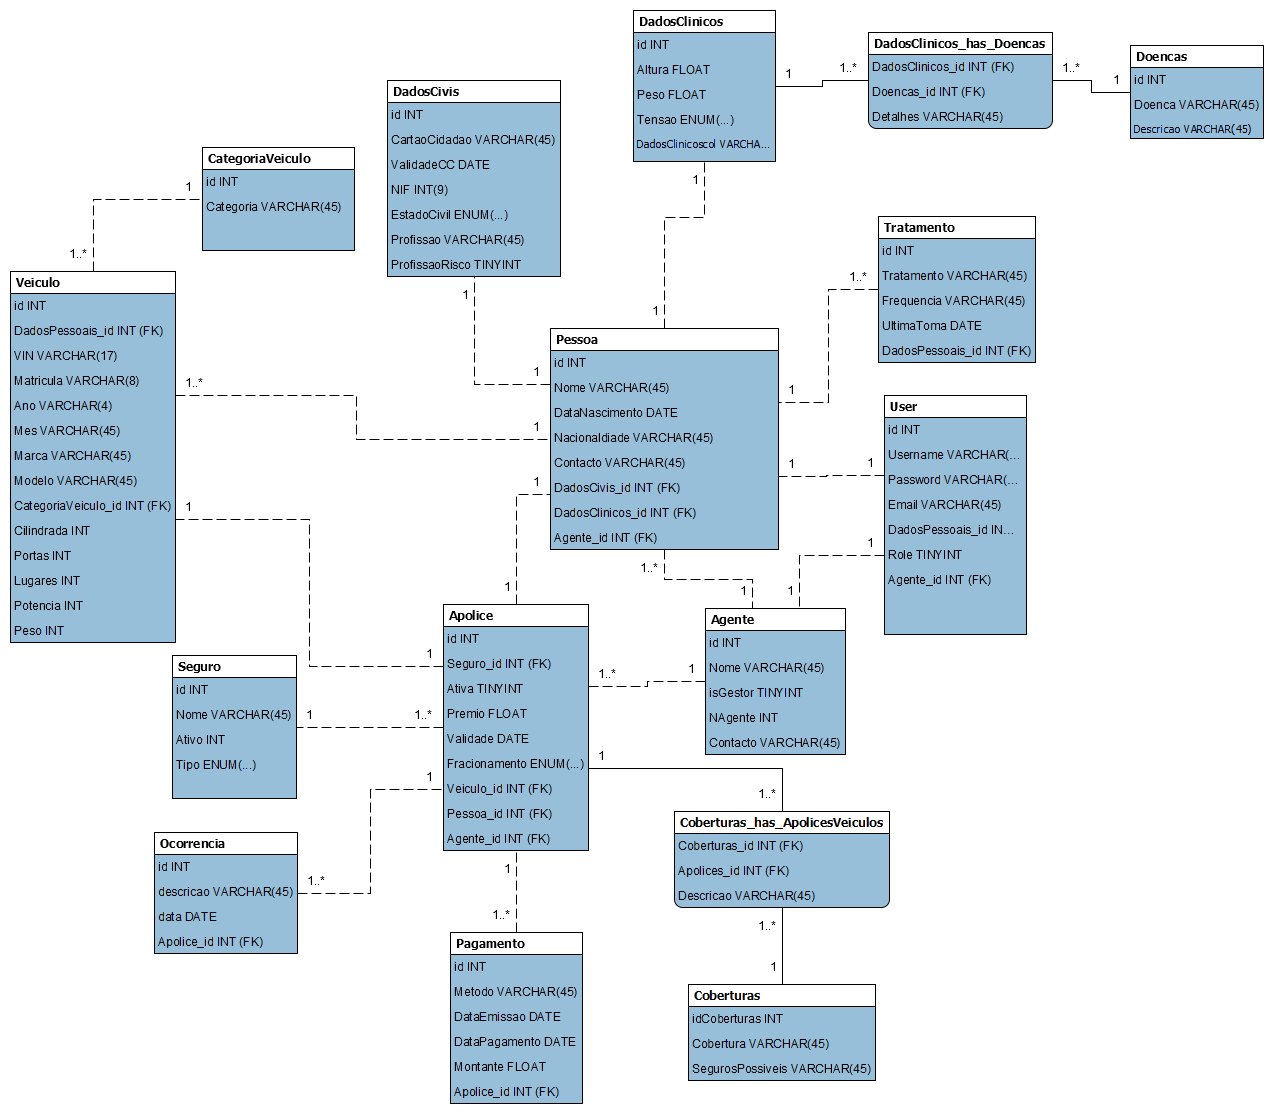 DadosClinicos
id INT
Altura FLOAT
Peso FLOAT
Tensao ENUM(...)
DadosClinicoscol VARCHA...
1
1..*
DadosClinicos_has_Doencas
DadosClinicos_id INT (FK)
Doencas_id INT (FK)
Detalhes VARCHAR(45)
1..*
1
Doencas
id INT
Doenca VARCHAR(45)
Descricao VARCHAR(45)
DadosCivis
id INT
CartaoCidadao VARCHAR(45)
ValidadeCC DATE
NIF INT(9)
EstadoCivil ENUM(...)
Profissao VARCHAR(45)
ProfissaoRisco TINYINT
1
1
CategoriaVeiculo
id INT
Categoria VARCHAR(45)
1
1..*
1
1
Tratamento
id INT
Tratamento VARCHAR(45)
Frequencia VARCHAR(45)
UltimaToma DATE
DadosPessoais_id INT (FK)
1..*
1
Veiculo
id INT
DadosPessoais_id INT (FK)
VIN VARCHAR(17)
Matricula VARCHAR(8)
Ano VARCHAR(4)
Mes VARCHAR(45)
Marca VARCHAR(45)
Modelo VARCHAR(45)
CategoriaVeiculo_id INT (FK)
Cilindrada INT
Portas INT
Lugares INT
Potencia INT
Peso INT
1..*
1
1
1
Pessoa
id INT
Nome VARCHAR(45)
DataNascimento DATE
Nacionaldiade VARCHAR(45)
Contacto VARCHAR(45)
DadosCivis_id INT (FK)
DadosClinicos_id INT (FK)
Agente_id INT (FK)
1
1
User
id INT
Username VARCHAR(...
Password VARCHAR(...
Email VARCHAR(45)
DadosPessoais_id IN...
Role TINYINT
Agente_id INT (FK)
1
1
1
1
1..*
1
Apolice
id INT
Seguro_id INT (FK)
Ativa TINYINT
Premio FLOAT
Validade DATE
Fracionamento ENUM(...)
Veiculo_id INT (FK)
Pessoa_id INT (FK)
Agente_id INT (FK)
1..*
1
Agente
id INT
Nome VARCHAR(45)
isGestor TINYINT
NAgente INT
Contacto VARCHAR(45)
Seguro
id INT
Nome VARCHAR(45)
Ativo INT
Tipo ENUM(...)
1
1..*
1
1..*
Ocorrencia
id INT
descricao VARCHAR(45)
data DATE
Apolice_id INT (FK)
1
1..*
Coberturas_has_ApolicesVeiculos
Coberturas_id INT (FK)
Apolices_id INT (FK)
Descricao VARCHAR(45)
1
1..*
Pagamento
id INT
Metodo VARCHAR(45)
DataEmissao DATE
DataPagamento DATE
Montante FLOAT
Apolice_id INT (FK)
1..*
1
Coberturas
idCoberturas INT
Cobertura VARCHAR(45)
SegurosPossiveis VARCHAR(45)